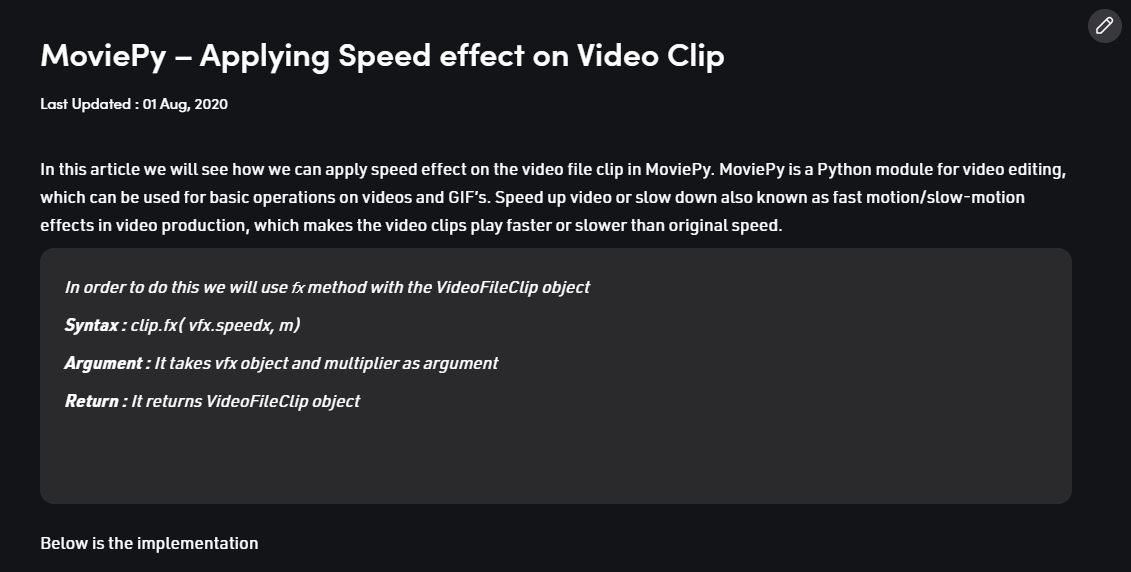 MoviePy – Applying Speed effect on Video Clip
Last Updated : 01 Aug, 2020
In this article we will see how we can apply speed effect on the video file clip in MoviePy. MoviePy is a Python module for video editing,
which can be used for basic operations on videos and GIF's. Speed up video or slow down also known as fast motion/slow-motion
effects in video production, which makes the video clips play faster or slower than original speed.
In order to do this we will use fx method with the VideoFileClip object
Syntax : clip.fx( vfx.speedx, m)
Argument : It takes vfx object and multiplier as argument
Return : It returns VideoFileClip object
Below is the implementation